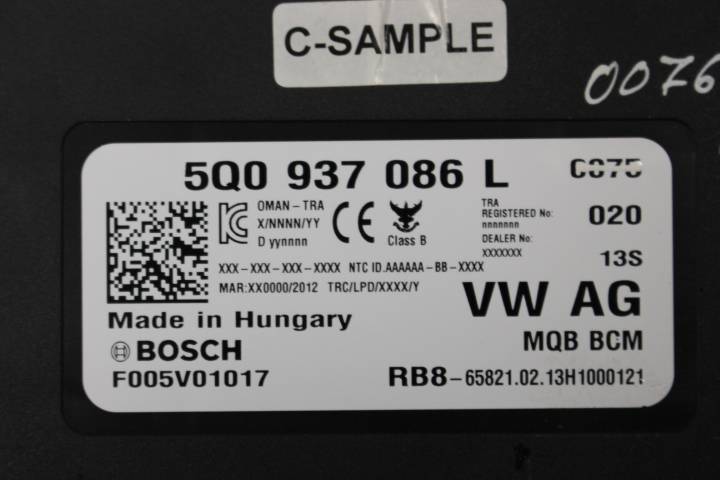 C-SAMPLE
0076
5Q0 937 086 L
OMAN - TRA
X/NNNN/YY
D yynnnn
CE
Class B
TRA
REGISTERED No:
nnnnnnn
DEALER No:
XXXXXXX
020
13S
XXX-XXX-XXX-XXXX NTC ID.AAAAAA-BB-XXXX
MAR:XX0000/2012 TRC/LPD/XXXX/Y
VW AG
Made in Hungary
MQB BCM
BOSCH
F005V01017
RB8-65821.02.13H1000121